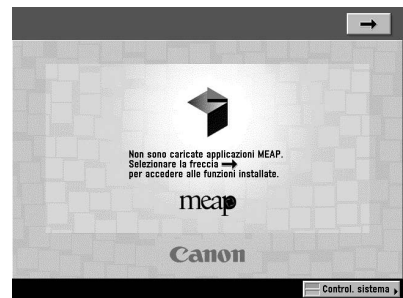 Non sono caricate applicazioni MEAP.
Selezionare la freccia
per accedere alle funzioni installate.
meap
Canon
Control. sistema